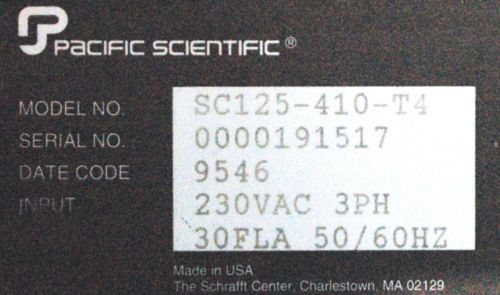 PACIFIC SCIENTIFIC®
MODEL NO. SC125-410-T4
SERIAL NO. 0000191517
DATE CODE 9546
INPUT 230VAC 3PH
30FLA 50/60HZ
Made in USA
The Schrafft Center, Charlestown, MA 02129